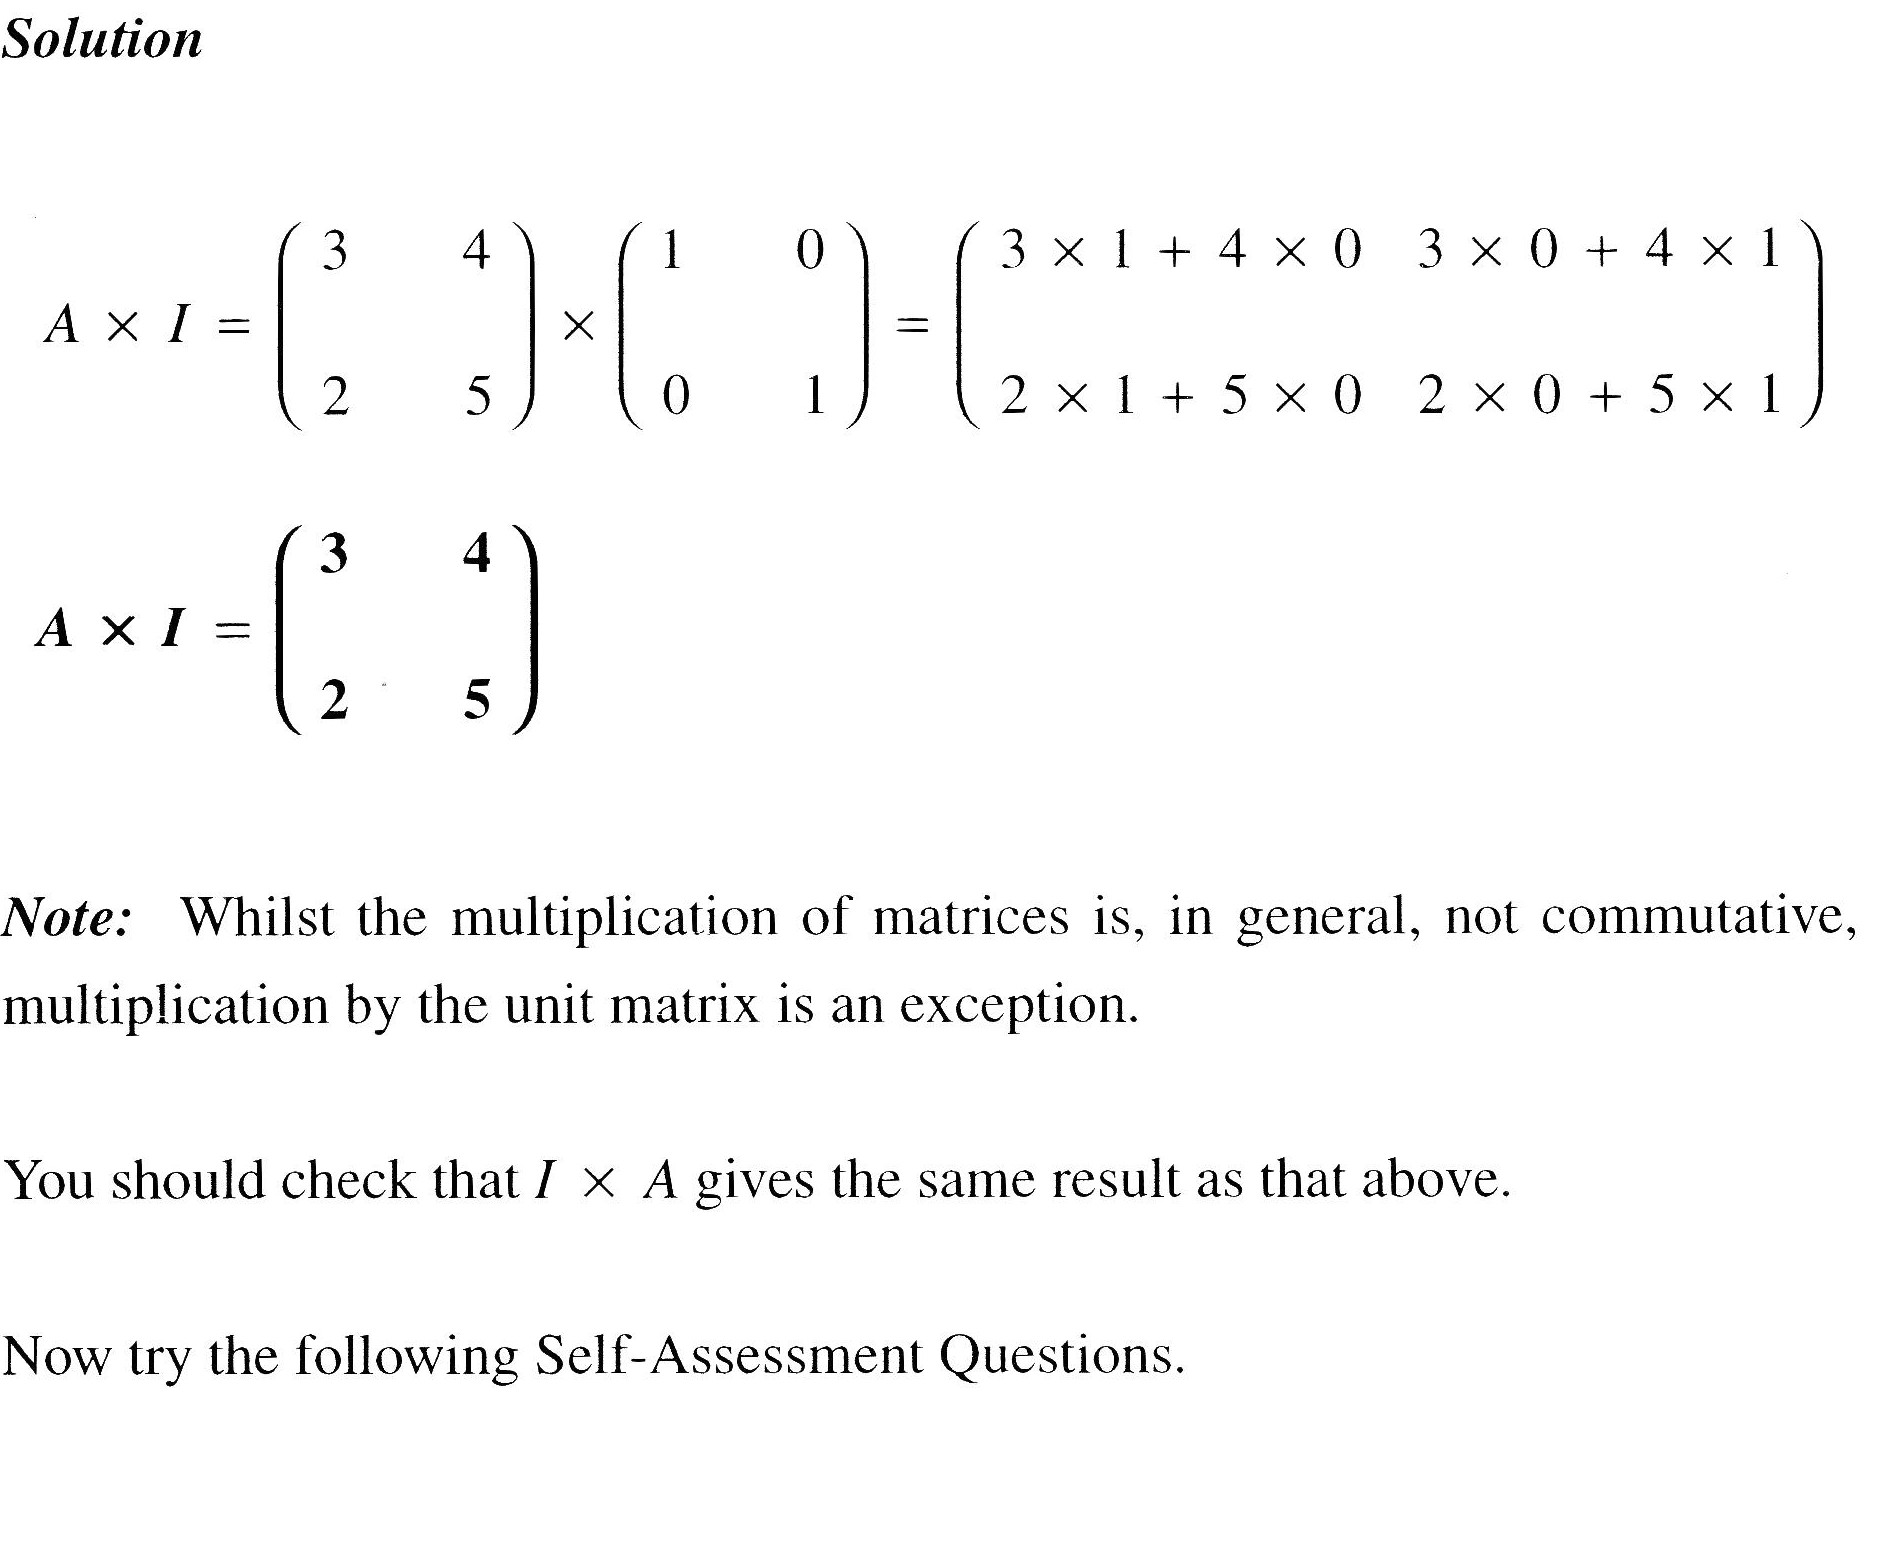 Solution
A × I = ( 3 4 ) × ( 1 0 ) = ( 3 × 1 + 4 × 0 3 × 0 + 4 × 1 )
( 2 5 ) ( 0 1 ) ( 2 × 1 + 5 × 0 2 × 0 + 5 × 1 )
A × I = ( 3 4 )
( 2 5 )
Note: Whilst the multiplication of matrices is, in general, not commutative,
multiplication by the unit matrix is an exception.
You should check that I × A gives the same result as that above.
Now try the following Self-Assessment Questions.